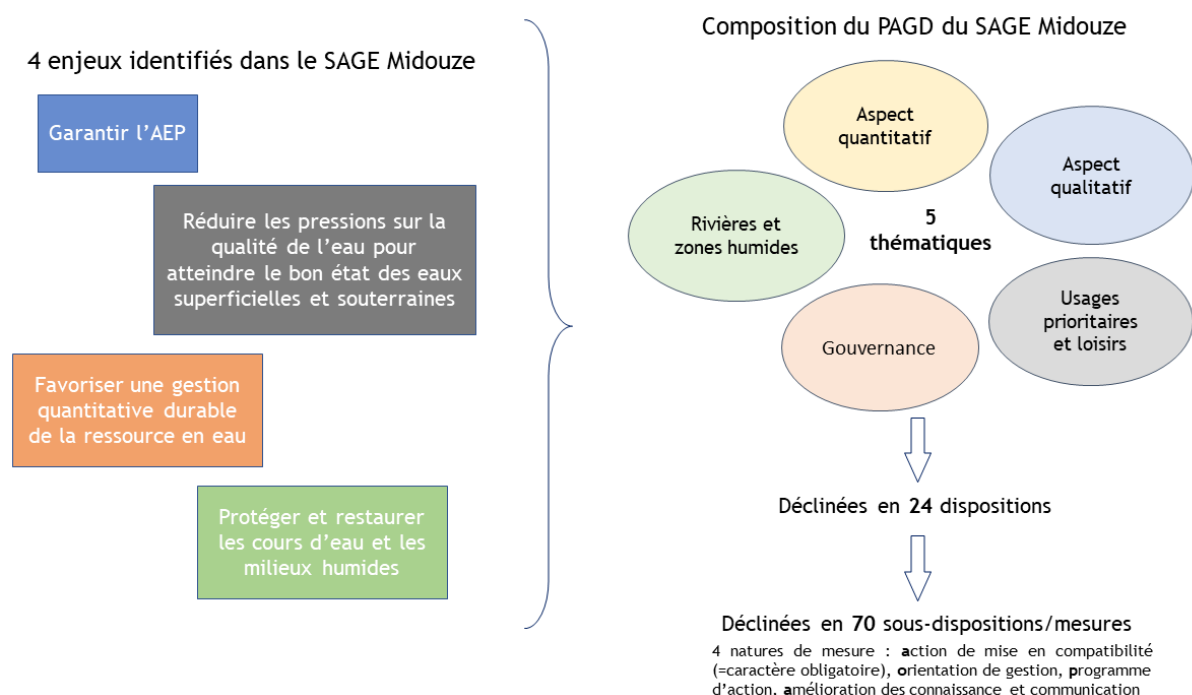 4 enjeux identifiés dans le SAGE Midouze
Garantir l’AEP
Réduire les pressions sur la
qualité de l’eau pour
atteindre le bon état des eaux
superficielles et souterraines
Favoriser une gestion
quantitative durable
de la ressource en eau
Protéger et restaurer
les cours d’eau et les
milieux humides
Composition du PAGD du SAGE Midouze
Aspect
quantitatif
Aspect
qualitatif
Rivières et
zones humides
5
thématiques
Usages
prioritaires
et loisirs
Gouvernance
Déclinées en 24 dispositions
Déclinées en 70 sous-dispositions/mesures
4 natures de mesure : action de mise en compatibilité
(=caractère obligatoire), orientation de gestion, programme
d’action, amélioration des connaissance et communication